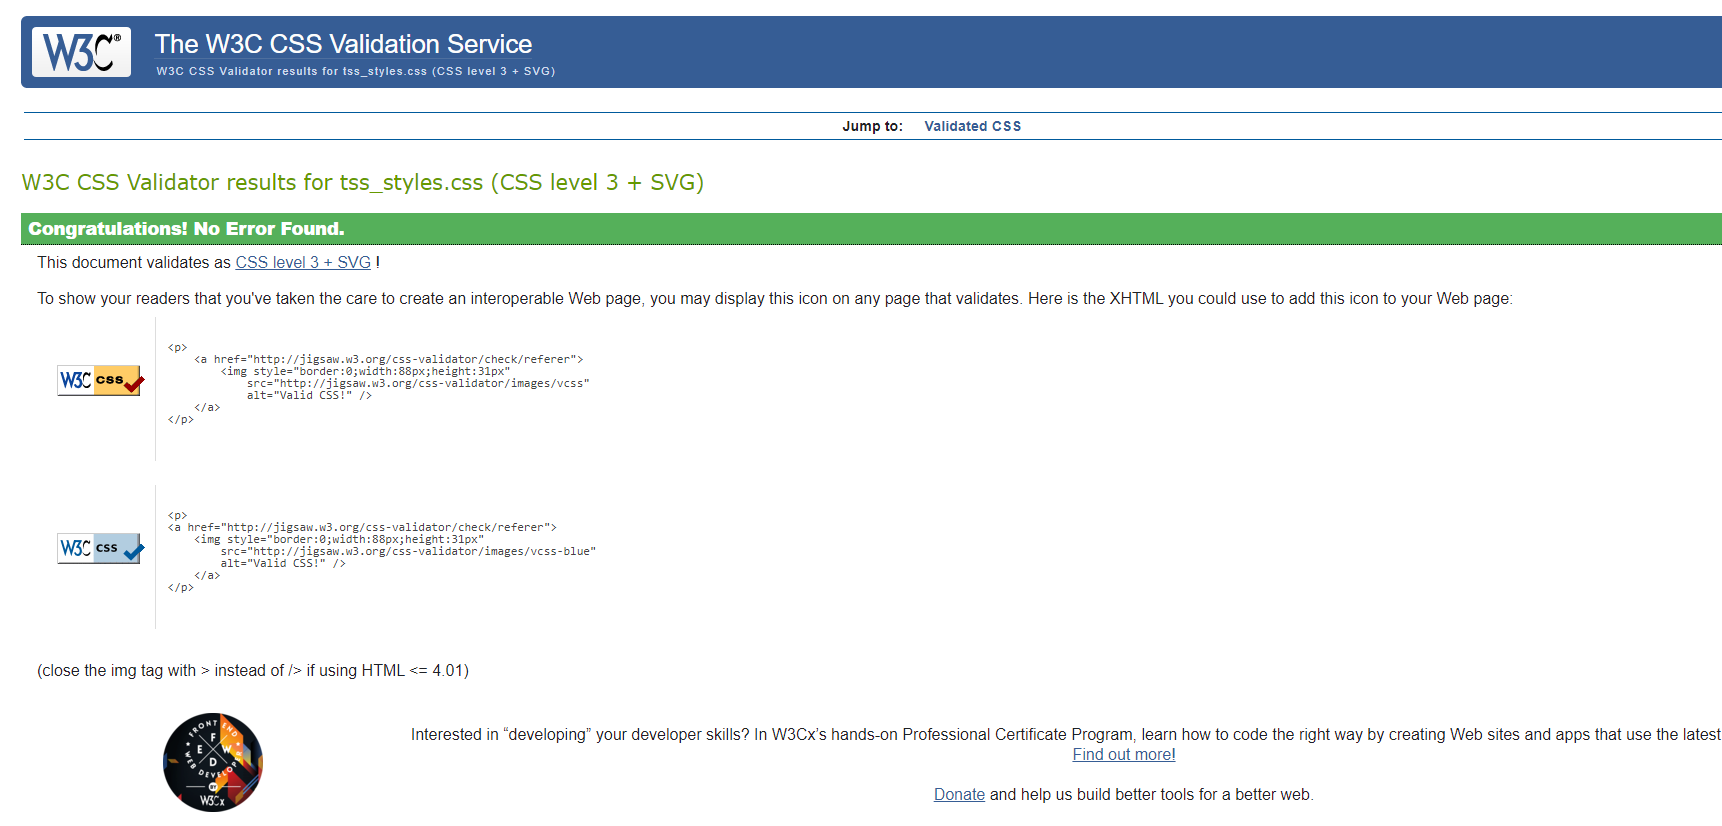 W3C®
The W3C CSS Validation Service
W3C CSS Validator results for tss_styles.css (CSS level 3 + SVG)
Jump to: Validated CSS
W3C CSS Validator results for tss_styles.css (CSS level 3 + SVG)
Congratulations! No Error Found.
This document validates as CSS level 3 + SVG !
To show your readers that you've taken the care to create an interoperable Web page, you may display this icon on any page that validates. Here is the XHTML you could use to add this icon to your Web page:
W3C css
<p>
    <a href="http://jigsaw.w3.org/css-validator/check/referer">
        <img style="border:0;width:88px;height:31px"
            src="http://jigsaw.w3.org/css-validator/images/vcss"
            alt="Valid CSS!" />
    </a>
</p>
W3C css
<p>
<a href="http://jigsaw.w3.org/css-validator/check/referer">
    <img style="border:0;width:88px;height:31px"
        src="http://jigsaw.w3.org/css-validator/images/vcss-blue"
        alt="Valid CSS!" />
    </a>
</p>
(close the img tag with > instead of /> if using HTML <= 4.01)
FRONT END
F E W D
WEB DEVELOP
W3Cx
Interested in “developing” your developer skills? In W3Cx’s hands-on Professional Certificate Program, learn how to code the right way by creating Web sites and apps that use the latest
Find out more!
Donate and help us build better tools for a better web.